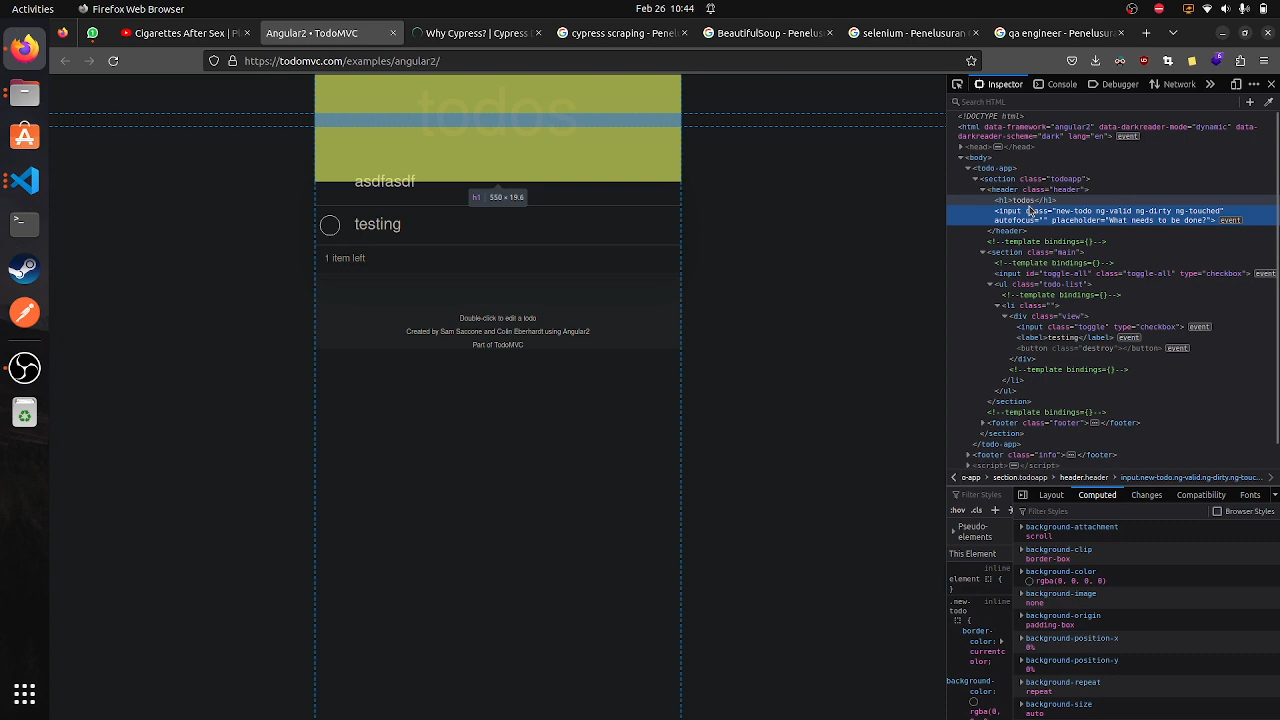 Activities
Firefox Web Browser
Feb 26 10:44
Cigarettes After Sex | P
Angular2 • TodoMVC
Why Cypress? | Cypress
cypress scraping - Penelu
BeautifulSoup - Penelusu
selenium - Penelusuran G
qa engineer - Penelusura
https://todomvc.com/examples/angular2/
todos
asdfasdf
h1 550 × 19.6
testing
1 item left
Double-click to edit a todo
Created by Sam Saccone and Colin Eberhardt using Angular2
Part of TodoMVC
Inspector Console Debugger Network
Search HTML
<!DOCTYPE html>
<html data-framework="angular2" data-darkreader-mode="dynamic" data-
darkreader-scheme="dark" lang="en"> event
<head> </head>
<body>
<todo-app>
<section class="todoapp">
<header class="header">
<h1>todos</h1>
<input class="new-todo ng-valid ng-dirty ng-touched"
autofocus="" placeholder="What needs to be done?"> event
</header>
<!--template bindings={}-->
<section class="main">
<!--template bindings={}-->
<input id="toggle-all" class="toggle-all" type="checkbox"> event
<ul class="todo-list">
<!--template bindings={}-->
<li class="">
<div class="view">
<input class="toggle" type="checkbox"> event
<label>testing</label> event
<button class="destroy"></button> event
</div>
<!--template bindings={}-->
</li>
</ul>
</section>
<!--template bindings={}-->
<footer class="footer"> </footer>
</section>
</todo-app>
<footer class="info"> </footer>
<script> </script>
o-app section.todoapp header.header input.new-todo.ng-valid.ng-dirty.ng-touc…
Filter Styles
Layout Computed Changes Compatibility Fonts
:hov .cls +
Filter Styles
Browser Styles
Pseudo-
elements
This Element
inline
element {
}
.new-
todo
inline
{
border-
color:
currentc
olor;
background-
color:
rgba(0,
background-attachment
scroll
background-clip
border-box
background-color
rgba(0, 0, 0, 0)
background-image
none
background-origin
padding-box
background-position-x
0%
background-position-y
0%
background-repeat
repeat
background-size
auto